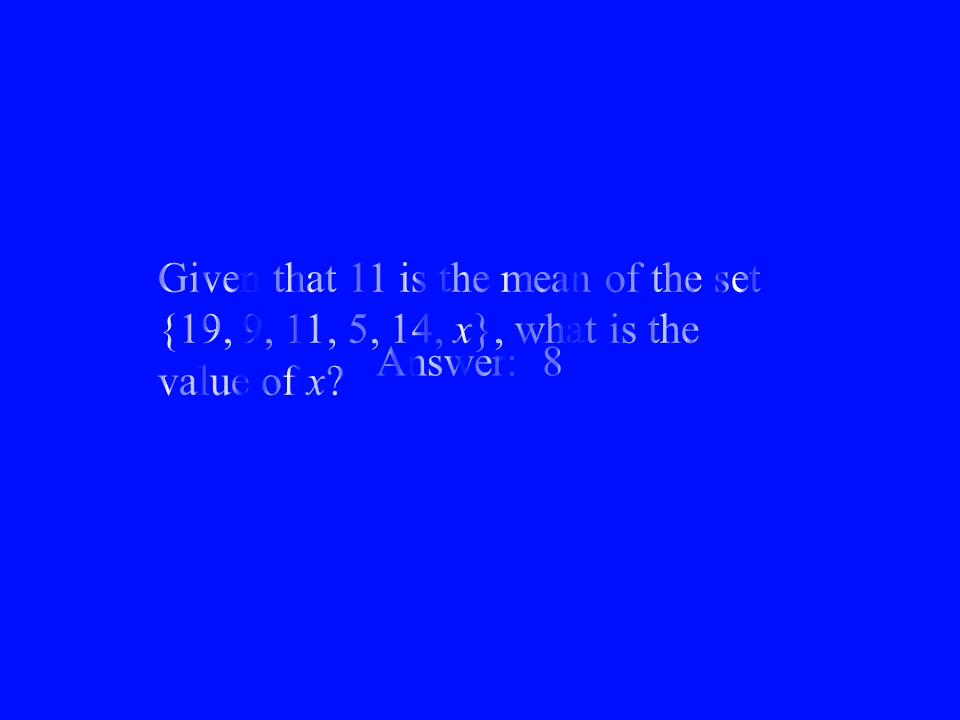 Given that 11 is the mean of the set
{19, 9, 11, 5, 14, x}, what is the
value of x?
Answer: 8